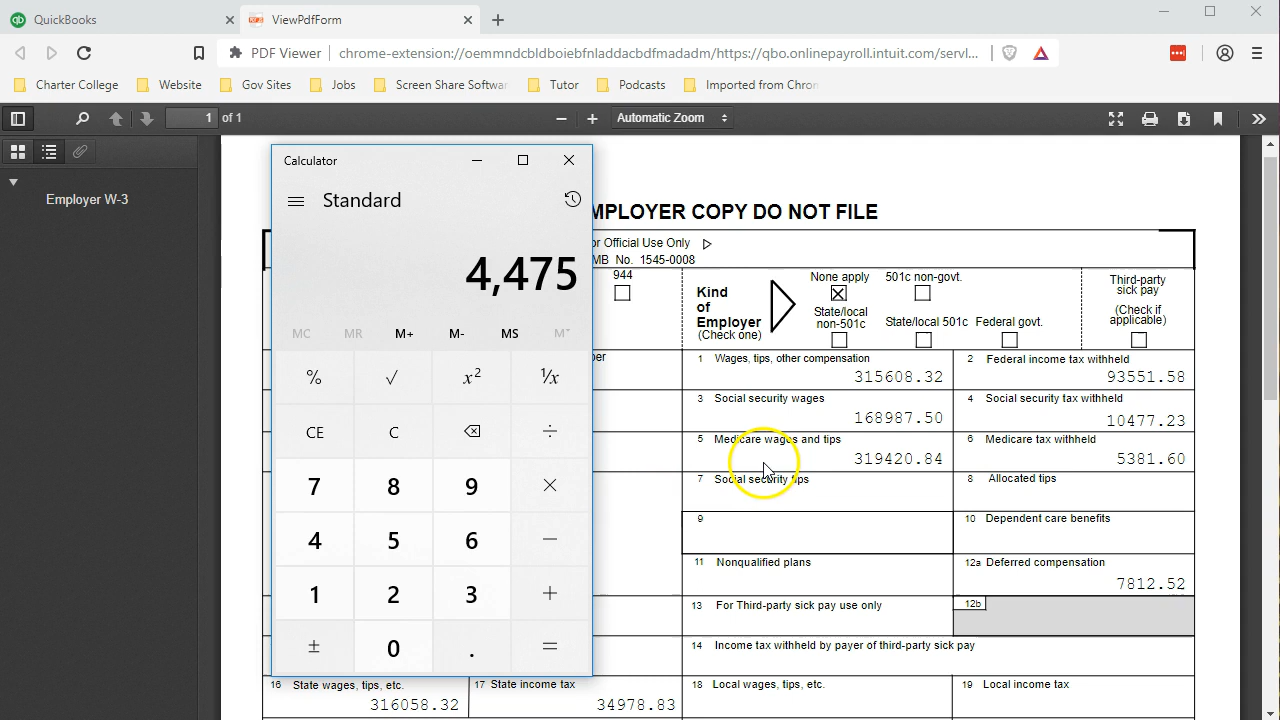 QuickBooks
ViewPdfForm
PDF Viewer
chrome-extension://oemmndcbldboiebfnladdacbdfmadadm/https://qbo.onlinepayroll.intuit.com/servl...
Charter College
Website
Gov Sites
Jobs
Screen Share Softwar
Tutor
Podcasts
Imported from Chron
1 of 1
Automatic Zoom
Employer W-3
Calculator
Standard
4,475
MC MR M+ M- MS M˅
% √ x² ¹/x
CE C ÷
7 8 9 ×
4 5 6 −
1 2 3 +
± 0 . =
MPLOYER COPY DO NOT FILE
or Official Use Only
MB No. 1545-0008
944
Kind
of
Employer
(Check one)
None apply
501c non-govt.
State/local
non-501c
State/local 501c
Federal govt.
Third-party
sick pay
(Check if
applicable)
1 Wages, tips, other compensation
315608.32
2 Federal income tax withheld
93551.58
3 Social security wages
168987.50
4 Social security tax withheld
10477.23
5 Medicare wages and tips
319420.84
6 Medicare tax withheld
5381.60
7 Social security tips
8 Allocated tips
9
10 Dependent care benefits
11 Nonqualified plans
12a Deferred compensation
7812.52
13 For Third-party sick pay use only
12b
14 Income tax withheld by payer of third-party sick pay
16 State wages, tips, etc.
316058.32
17 State income tax
34978.83
18 Local wages, tips, etc.
19 Local income tax